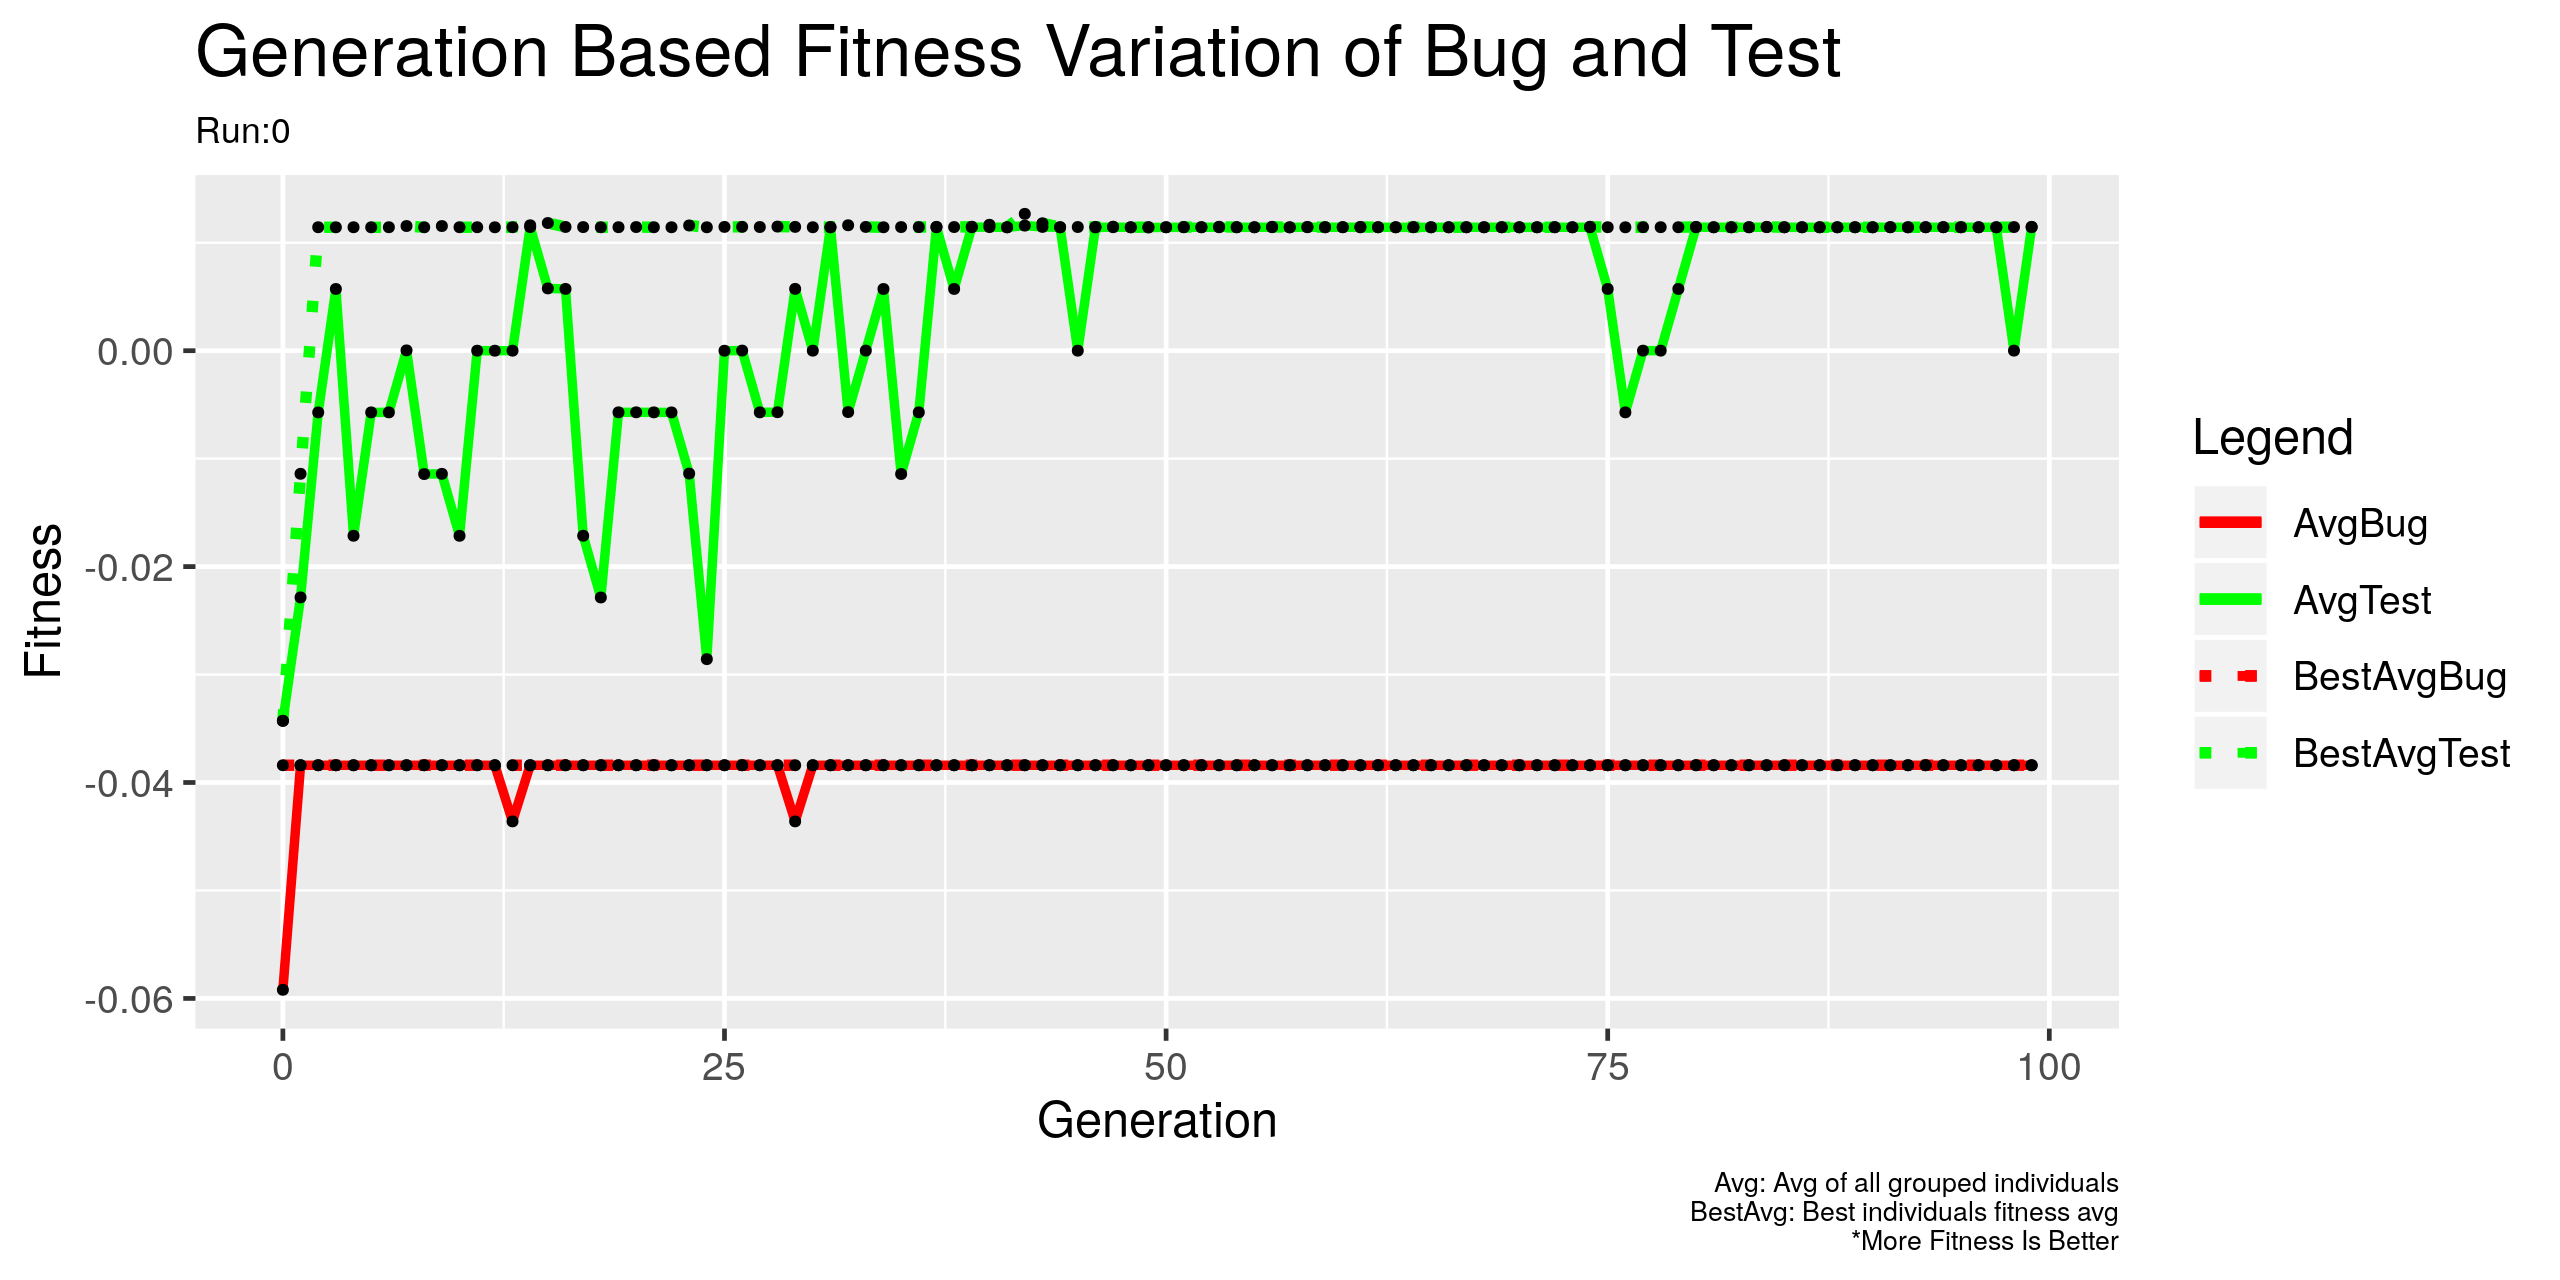 Generation Based Fitness Variation of Bug and Test
Run:0
Fitness
0.00
-0.02
-0.04
-0.06
0
25
50
75
100
Generation
Legend
AvgBug
AvgTest
BestAvgBug
BestAvgTest
Avg: Avg of all grouped individuals
BestAvg: Best individuals fitness avg
*More Fitness Is Better